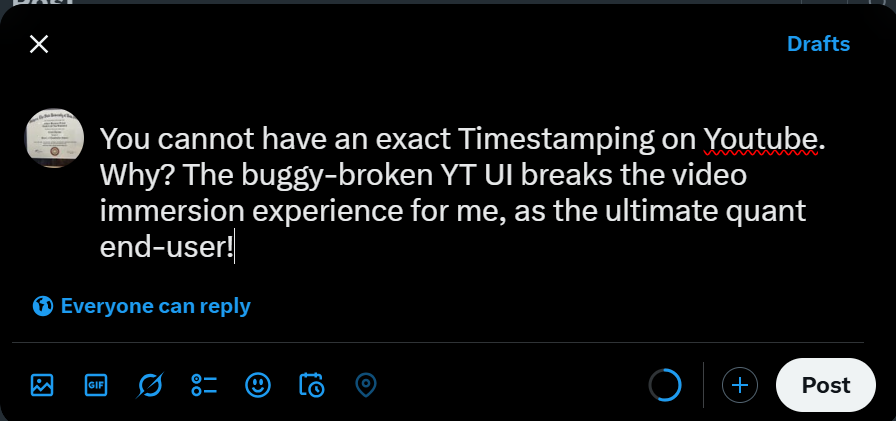 Drafts
You cannot have an exact Timestamping on Youtube.
Why? The buggy-broken YT UI breaks the video
immersion experience for me, as the ultimate quant
end-user!
Everyone can reply
GIF
Post